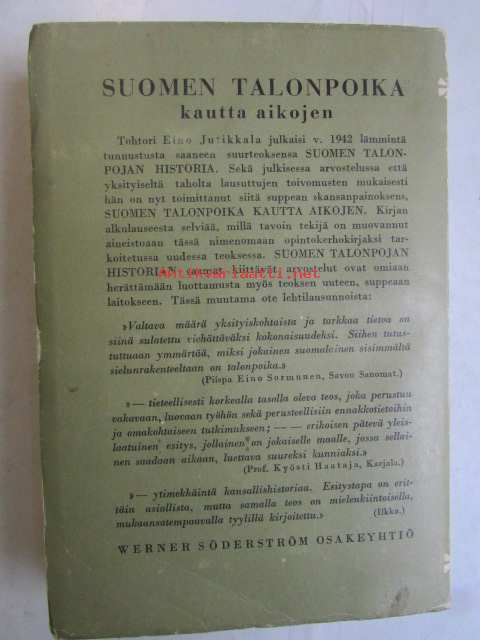 SUOMEN TALONPOIKA
kautta aikojen
Tohtori Eino Jutikkala julkaisi v. 1942 lämmintä
tunnustusta saaneen suurteoksensa SUOMEN TALON-
POJAN HISTORIA. Sekä julkisessa arvostelussa että
yksityiseltä taholta lausuttujen toivomusten mukaisesti
hän on nyt toimittanut siitä suppean kansanpainoksen,
SUOMEN TALONPOIKA KAUTTA AIKOJEN. Kirjan
alkulauseesta selviää, millä tavoin tekijä on muovannut
aineistoaan tässä nimenomaan opintokerhokirjaksi tar-
koitetussa uudessa teoksessa. SUOMEN TALONPOJAN
HISTORIAN saamat kiittävät arvostelut ovat omiaan
herättämään luottamusta myös teoksen uuteen, suppeaan
laitokseen. Tässä muutama ote lehtilausunnoista:
»Valtava määrä yksityiskohtaista ja tarkkaa tietoa on
siinä sulatettu viehättäväksi kokonaisuudeksi. Siihen tutus-
tuttuaan ymmärtää, miksi jokainen suomalainen sisimmältä
sielunrakenteeltaan on talonpoika.»
(Piispa Eino Sormunen, Savon Sanomat.)
»— tieteellisesti korkealla tasolla oleva teos, joka perustuu
vakavaan, luovaan työhön sekä perusteellisiin ennakkotietoihin
ja omakohtaiseen tutkimukseen; — — erikoisen pätevä yleis-
laatuinen esitys, jollainen on jokaiselle maalle, jossa sellai-
nen saadaan aikaan, luettava suureksi kunniaksi.»
(Prof. Kyösti Haataja, Karjala.)
»— ytimekkäintä kansallishistoriaa. Esitystapa on erit-
täin asiallista, mutta samalla teos on mielenkiintoisella,
mukaansatempaavalla tyylillä kirjoitettu.» (Ilkka.)
WERNER SÖDERSTRÖM OSAKEYHTIÖ